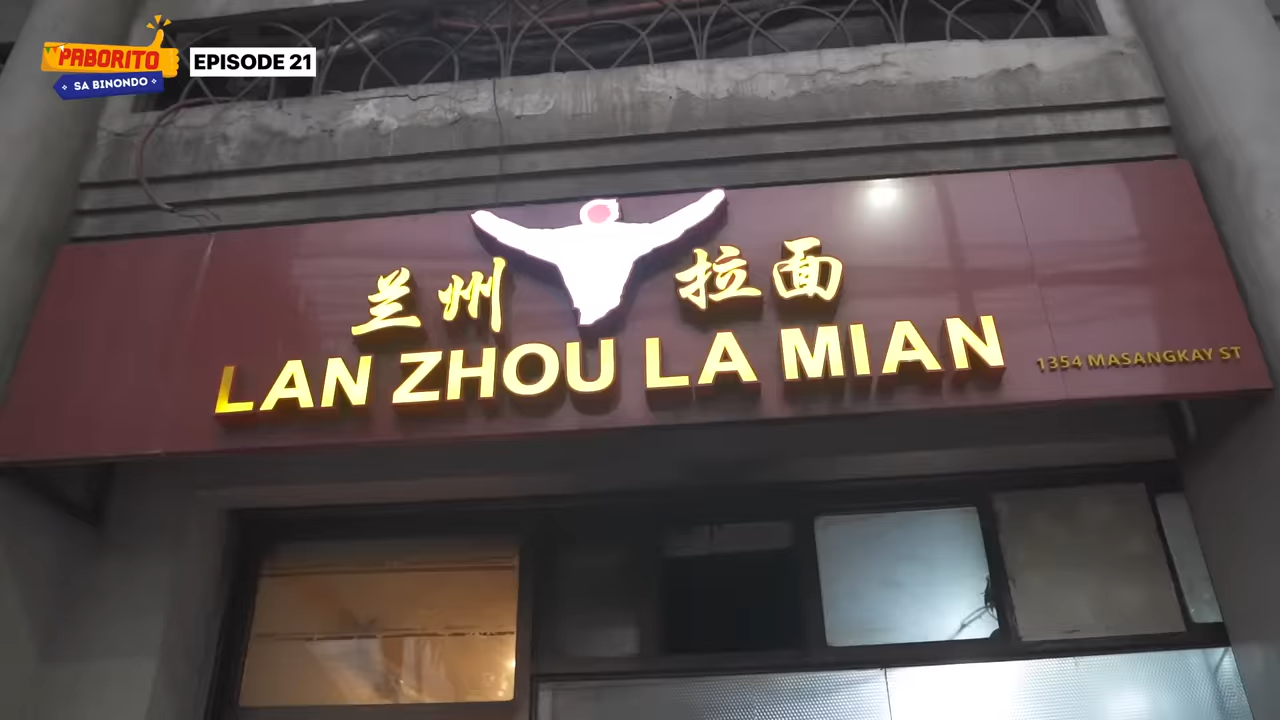 PABORITO
SA BINONDO
EPISODE 21
兰州 拉面
LAN ZHOU LA MIAN
1354 MASANGKAY ST